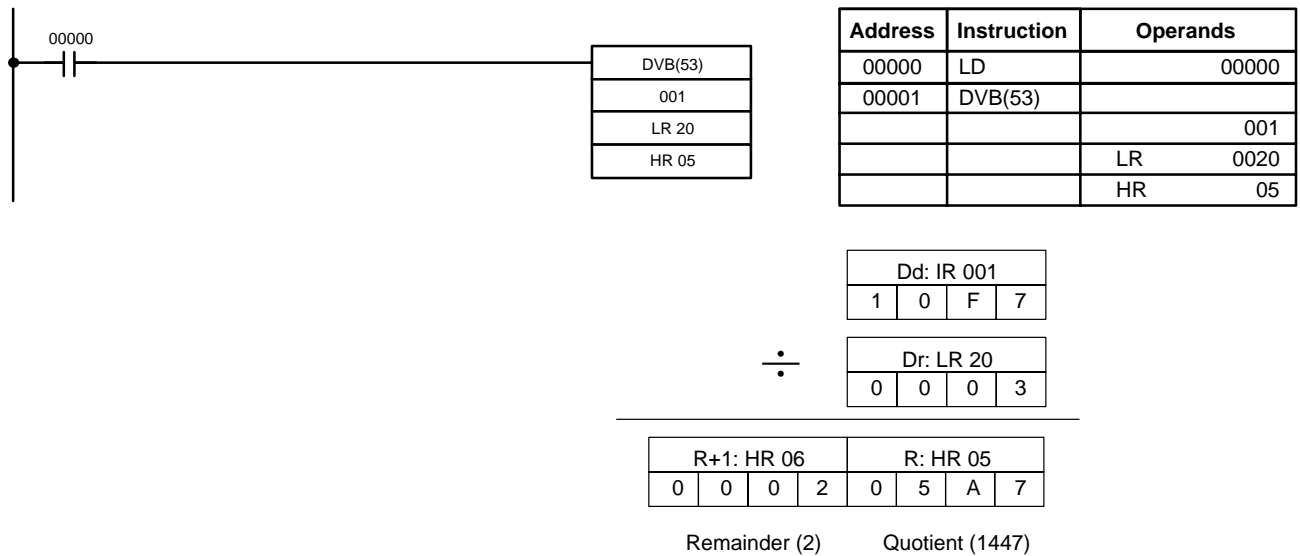 00000
DVB(53)
001
LR 20
HR 05
Address Instruction Operands
00000 LD 00000
00001 DVB(53)
001
LR 0020
HR 05
Dd: IR 001
1 0 F 7
÷
Dr: LR 20
0 0 0 3
R+1: HR 06 R: HR 05
0 0 0 2 0 5 A 7
Remainder (2) Quotient (1447)